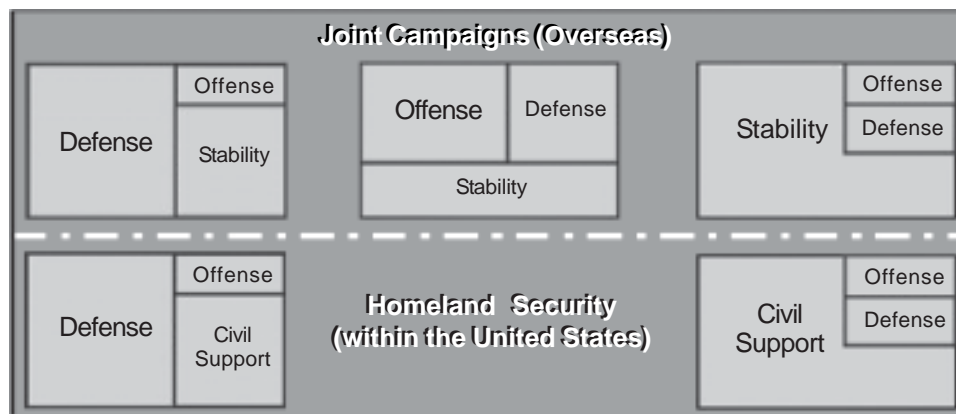 Joint Campaigns (Overseas)
Defense
Offense
Stability
Offense
Defense
Stability
Stability
Offense
Defense
Defense
Offense
Civil
Support
Homeland Security
(within the United States)
Civil
Support
Offense
Defense